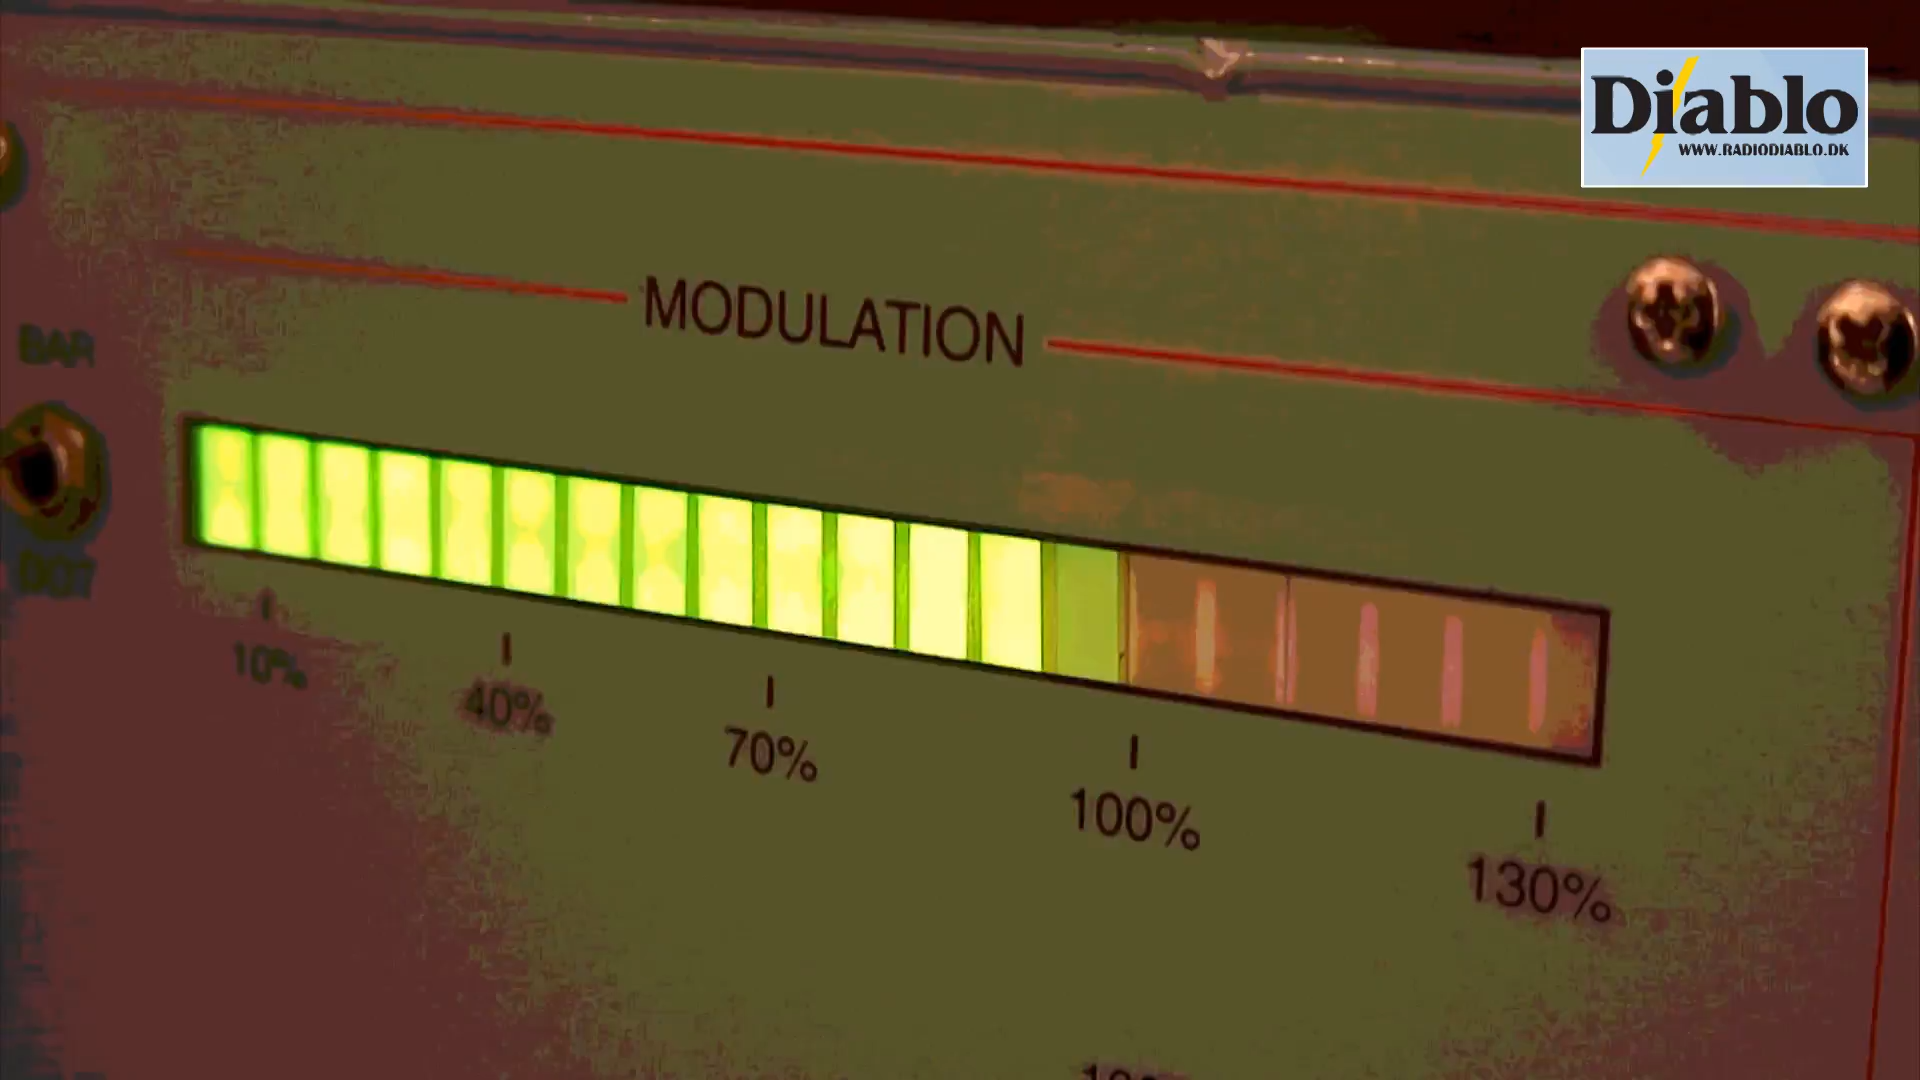 Diablo
WWW.RADIODIABLO.DK
MODULATION
BAR
DOT
10%
40%
70%
100%
130%